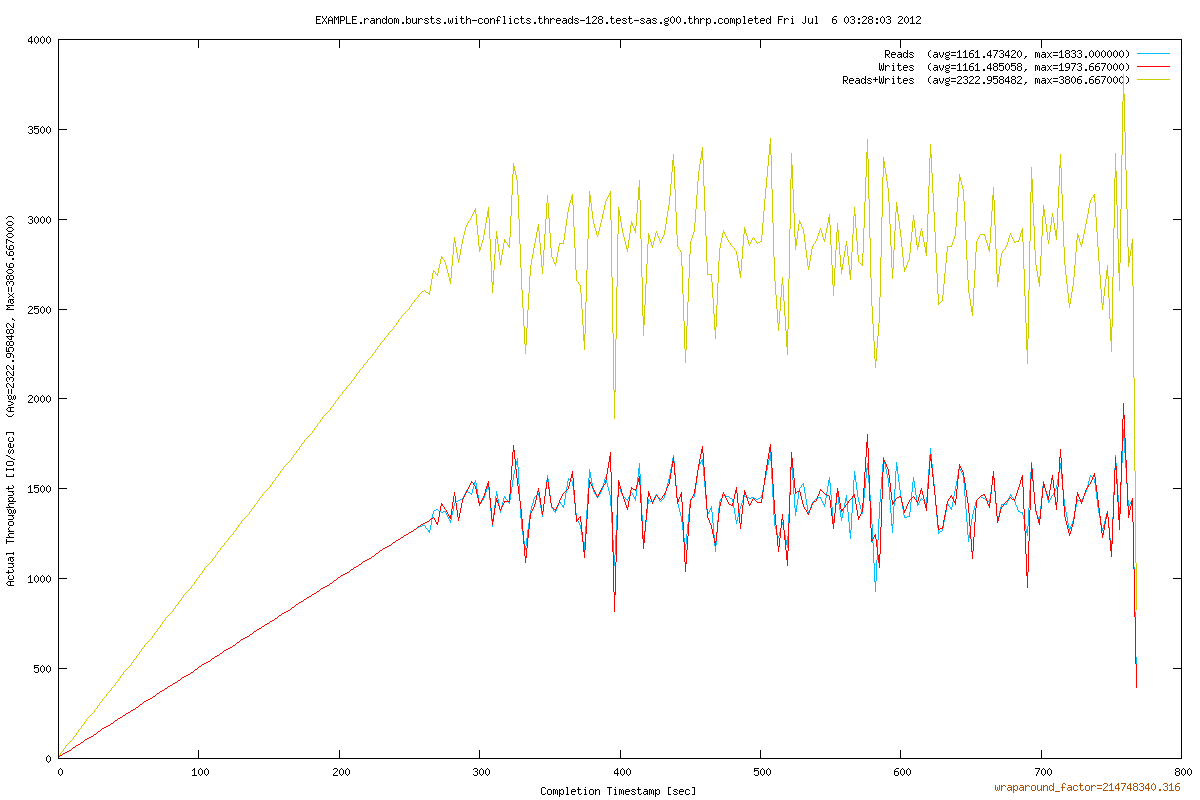 EXAMPLE.random.bursts.with-conflicts.threads-128.test-sas.g00.thrp.completed Fri Jul  6 03:28:03 2012
Reads  (avg=1161.473420, max=1833.000000)
Writes  (avg=1161.485058, max=1973.667000)
Reads+Writes  (avg=2322.958482, max=3806.667000)
Actual Throughput [IO/sec]  (Avg=2322.958482, Max=3806.667000)
4000
3500
3000
2500
2000
1500
1000
500
0
0 100 200 300 400 500 600 700 800
Completion Timestamp [sec]
wraparound_factor=214748340.316